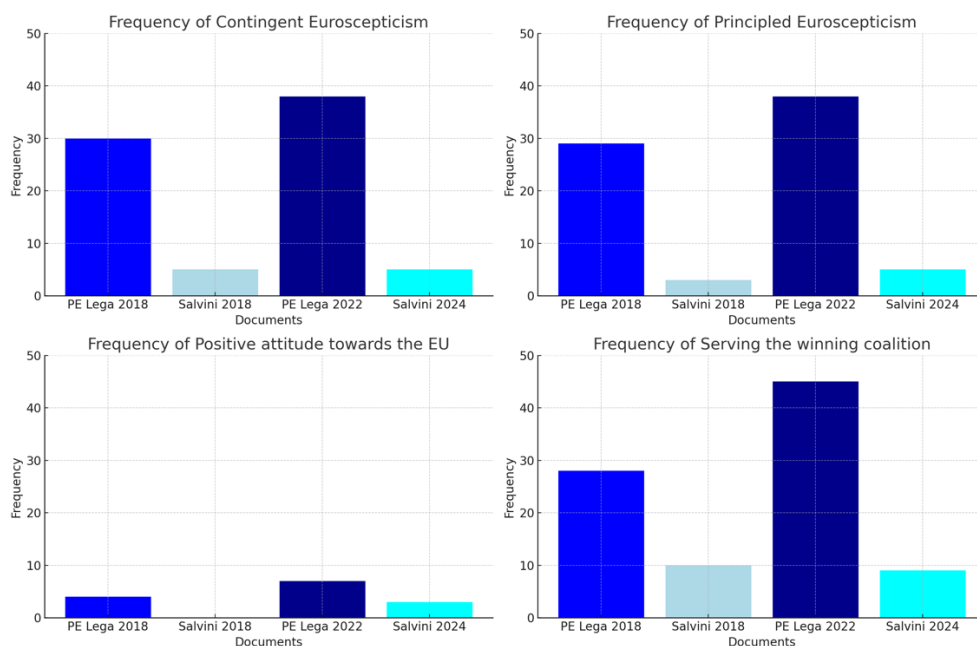 Frequency of Contingent Euroscepticism
50
40
30
20
10
0
Frequency
PE Lega 2018 Salvini 2018 PE Lega 2022 Salvini 2024
Documents
Frequency of Principled Euroscepticism
50
40
30
20
10
0
Frequency
PE Lega 2018 Salvini 2018 PE Lega 2022 Salvini 2024
Documents
Frequency of Positive attitude towards the EU
50
40
30
20
10
0
Frequency
PE Lega 2018 Salvini 2018 PE Lega 2022 Salvini 2024
Documents
Frequency of Serving the winning coalition
50
40
30
20
10
0
Frequency
PE Lega 2018 Salvini 2018 PE Lega 2022 Salvini 2024
Documents